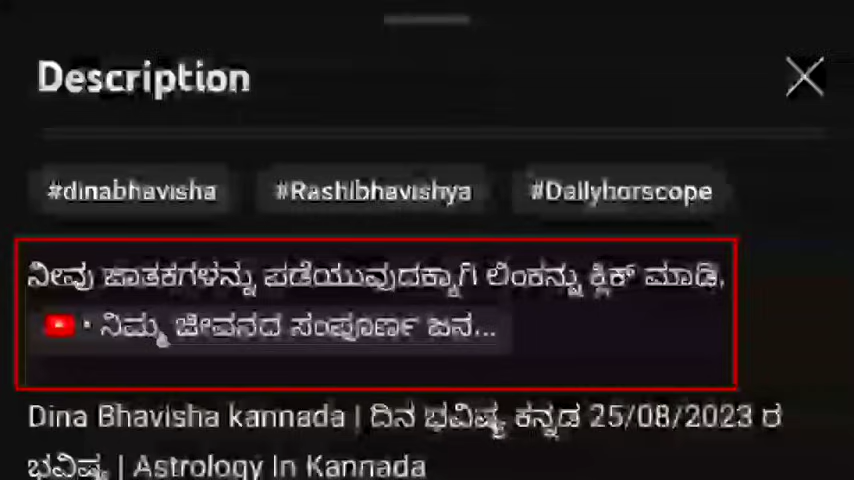 Description
#dinabhavisha #Rashibhavishya #Dailyhorscope
ನೀವು ಜಾತಕಗಳನ್ನು ಪಡೆಯುವುದಕ್ಕಾಗಿ ಲಿಂಕನ್ನು ಕ್ಲಿಕ್ ಮಾಡಿ.
• ನಿಮ್ಮ ಜೀವನದ ಸಂಪೂರ್ಣ ಜನ...
Dina Bhavisha kannada | ದಿನ ಭವಿಷ್ಯ ಕನ್ನಡ 25/08/2023 ರ
ಭವಿಷ್ಯ | Astrology In Kannada